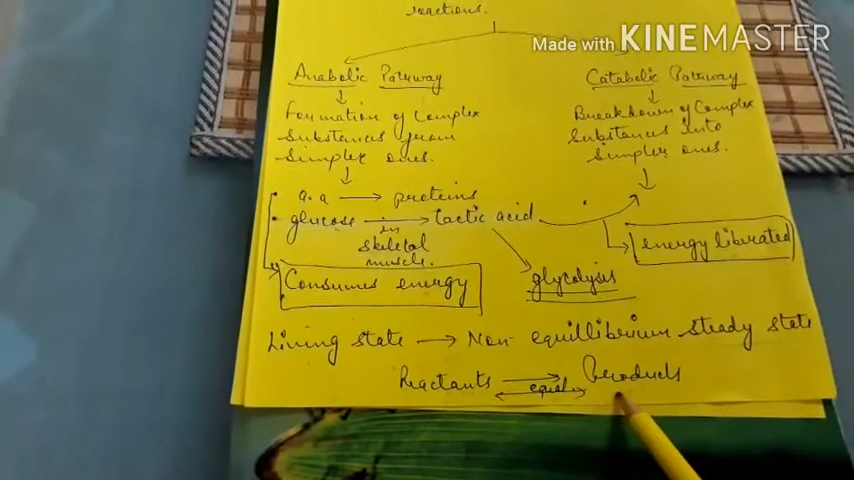 reactions.
Made with KINEMASTER
Anabolic Pathway
Catabolic Pathway
Formation of Complex
Substances from
Simpler ones.
Breakdown of Complex
Substances into
Simpler ones.
a.a → proteins
glucose → Lactic acid
in
skeletal
muscle.
energy liberated
glycolysis
Consumes energy
Living state → Non equilibrium steady state
Reactants ⇌ Products